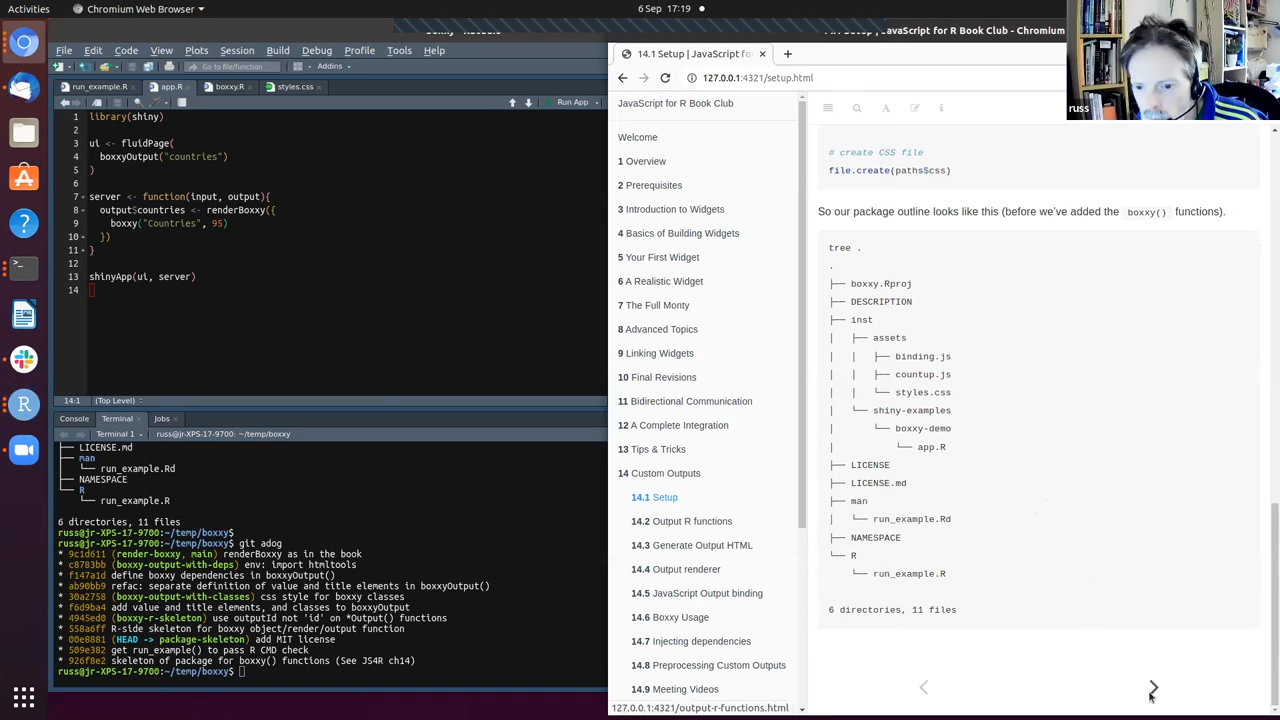 Activities
Chromium Web Browser
6 Sep 17:19
File Edit Code View Plots Session Build Debug Profile Tools Help
Go to file/function
Addins
run_example.R × app.R × boxxy.R × styles.css ×
Run App
1 library(shiny)
2
3 ui <- fluidPage(
4 boxxyOutput("countries")
5 )
6
7 server <- function(input, output){
8 output$countries <- renderBoxxy({
9 boxxy("Countries", 95)
10 })
11 }
12
13 shinyApp(ui, server)
14
14:1 (Top Level)
Console Terminal × Jobs ×
Terminal 1 russ@jr-XPS-17-9700: ~/temp/boxxy
├── LICENSE.md
├── man
│ └── run_example.Rd
├── NAMESPACE
└── R
└── run_example.R
6 directories, 11 files
russ@jr-XPS-17-9700:~/temp/boxxy$
russ@jr-XPS-17-9700:~/temp/boxxy$ git adog
* 9c1d611 (render-boxxy, main) renderBoxxy as in the book
* c8783bb (boxxy-output-with-deps) env: import htmltools
* f147a1d define boxxy dependencies in boxxyOutput()
* ab90bb9 refac: separate definition of value and title elements in boxxyOutput()
* 30a2758 (boxxy-output-with-classes) css style for boxxy classes
* f6d9ba4 add value and title elements, and classes to boxxyOutput
* 4945ed0 (boxxy-r-skeleton) use outputId not 'id' on *Output() functions
* 558a6ff R-side skeleton for boxxy object/render/output function
* 00e8881 (HEAD -> package-skeleton) add MIT license
* 509e382 get run_example() to pass R CMD check
* 926f8e2 skeleton of package for boxxy() functions (See JS4R ch14)
russ@jr-XPS-17-9700:~/temp/boxxy$
Setup | JavaScript for R Book Club - Chromium
14.1 Setup | JavaScript fo ×
127.0.0.1:4321/setup.html
russ
JavaScript for R Book Club
Welcome
1 Overview
2 Prerequisites
3 Introduction to Widgets
4 Basics of Building Widgets
5 Your First Widget
6 A Realistic Widget
7 The Full Monty
8 Advanced Topics
9 Linking Widgets
10 Final Revisions
11 Bidirectional Communication
12 A Complete Integration
13 Tips & Tricks
14 Custom Outputs
14.1 Setup
14.2 Output R functions
14.3 Generate Output HTML
14.4 Output renderer
14.5 JavaScript Output binding
14.6 Boxxy Usage
14.7 Injecting dependencies
14.8 Preprocessing Custom Outputs
14.9 Meeting Videos
127.0.0.1:4321/output-r-functions.html
# create CSS file
file.create(paths$css)
So our package outline looks like this (before we've added the boxxy() functions).
tree .
.
├── boxxy.Rproj
├── DESCRIPTION
├── inst
│ ├── assets
│ │ ├── binding.js
│ │ ├── countup.js
│ │ └── styles.css
│ └── shiny-examples
│ └── boxxy-demo
│ └── app.R
├── LICENSE
├── LICENSE.md
├── man
│ └── run_example.Rd
├── NAMESPACE
└── R
└── run_example.R
6 directories, 11 files